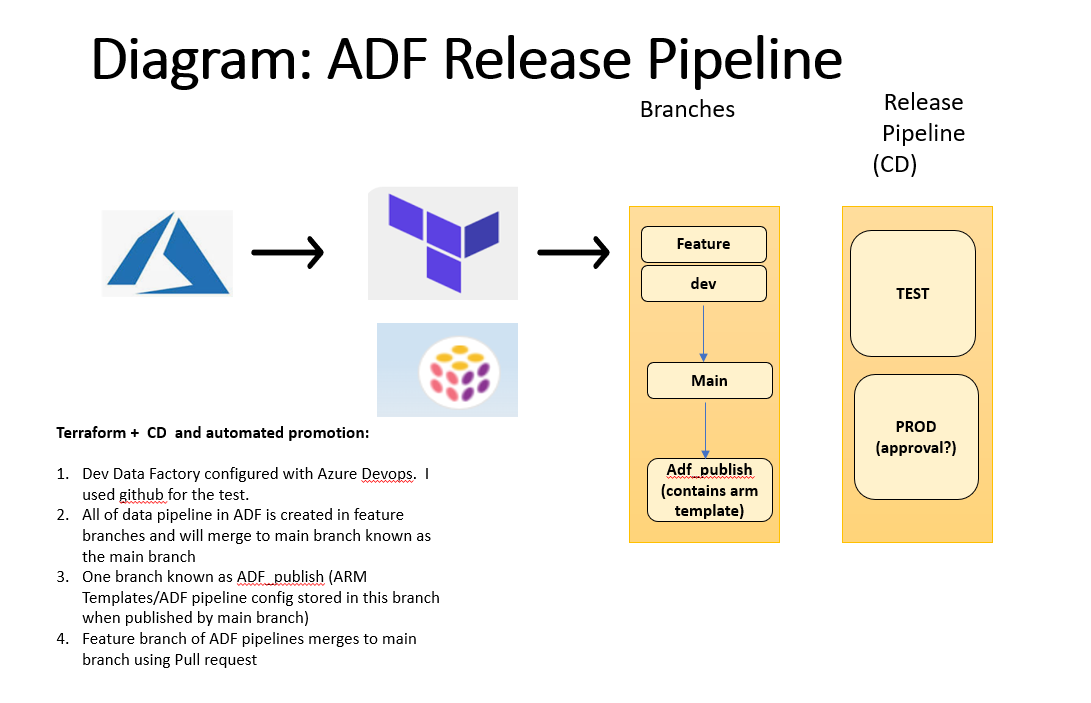 Diagram: ADF Release Pipeline
Branches
Release
Pipeline
(CD)
Feature
dev
Main
Adf_publish
(contains arm
template)
TEST
PROD
(approval?)
Terraform + CD and automated promotion:
1. Dev Data Factory configured with Azure Devops. I
used github for the test.
2. All of data pipeline in ADF is created in feature
branches and will merge to main branch known as
the main branch
3. One branch known as ADF_publish (ARM
Templates/ADF pipeline config stored in this branch
when published by main branch)
4. Feature branch of ADF pipelines merges to main
branch using Pull request